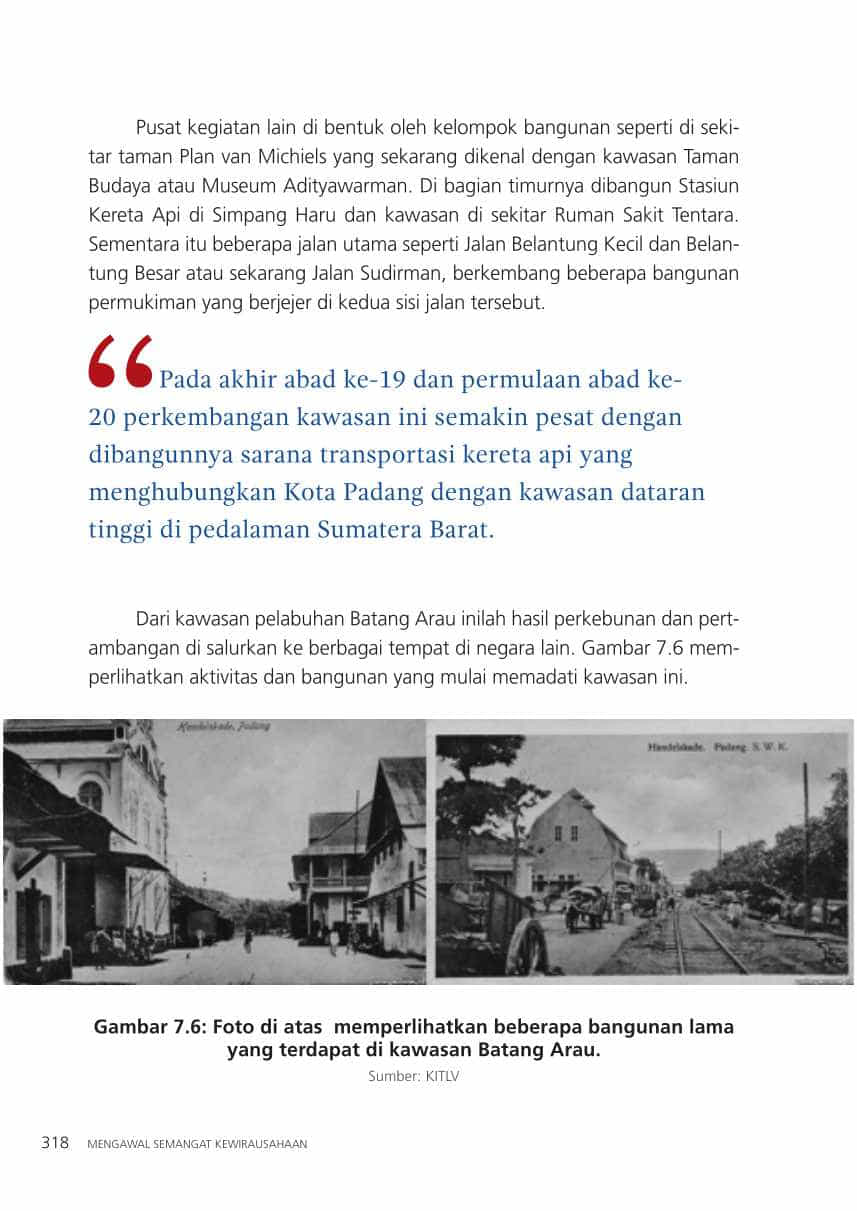 Pusat kegiatan lain di bentuk oleh kelompok bangunan seperti di seki-
tar taman Plan van Michiels yang sekarang dikenal dengan kawasan Taman
Budaya atau Museum Adityawarman. Di bagian timurnya dibangun Stasiun
Kereta Api di Simpang Haru dan kawasan di sekitar Ruman Sakit Tentara.
Sementara itu beberapa jalan utama seperti Jalan Belantung Kecil dan Belan-
tung Besar atau sekarang Jalan Sudirman, berkembang beberapa bangunan
permukiman yang berjejer di kedua sisi jalan tersebut.
“Pada akhir abad ke-19 dan permulaan abad ke-
20 perkembangan kawasan ini semakin pesat dengan
dibangunnya sarana transportasi kereta api yang
menghubungkan Kota Padang dengan kawasan dataran
tinggi di pedalaman Sumatera Barat.
Dari kawasan pelabuhan Batang Arau inilah hasil perkebunan dan pert-
ambangan di salurkan ke berbagai tempat di negara lain. Gambar 7.6 mem-
perlihatkan aktivitas dan bangunan yang mulai memadati kawasan ini.
Handelskade, Padang
Handelskade. Padang. S. W. K.
Gambar 7.6: Foto di atas memperlihatkan beberapa bangunan lama
yang terdapat di kawasan Batang Arau.
Sumber: KITLV
318 MENGAWAL SEMANGAT KEWIRAUSAHAAN